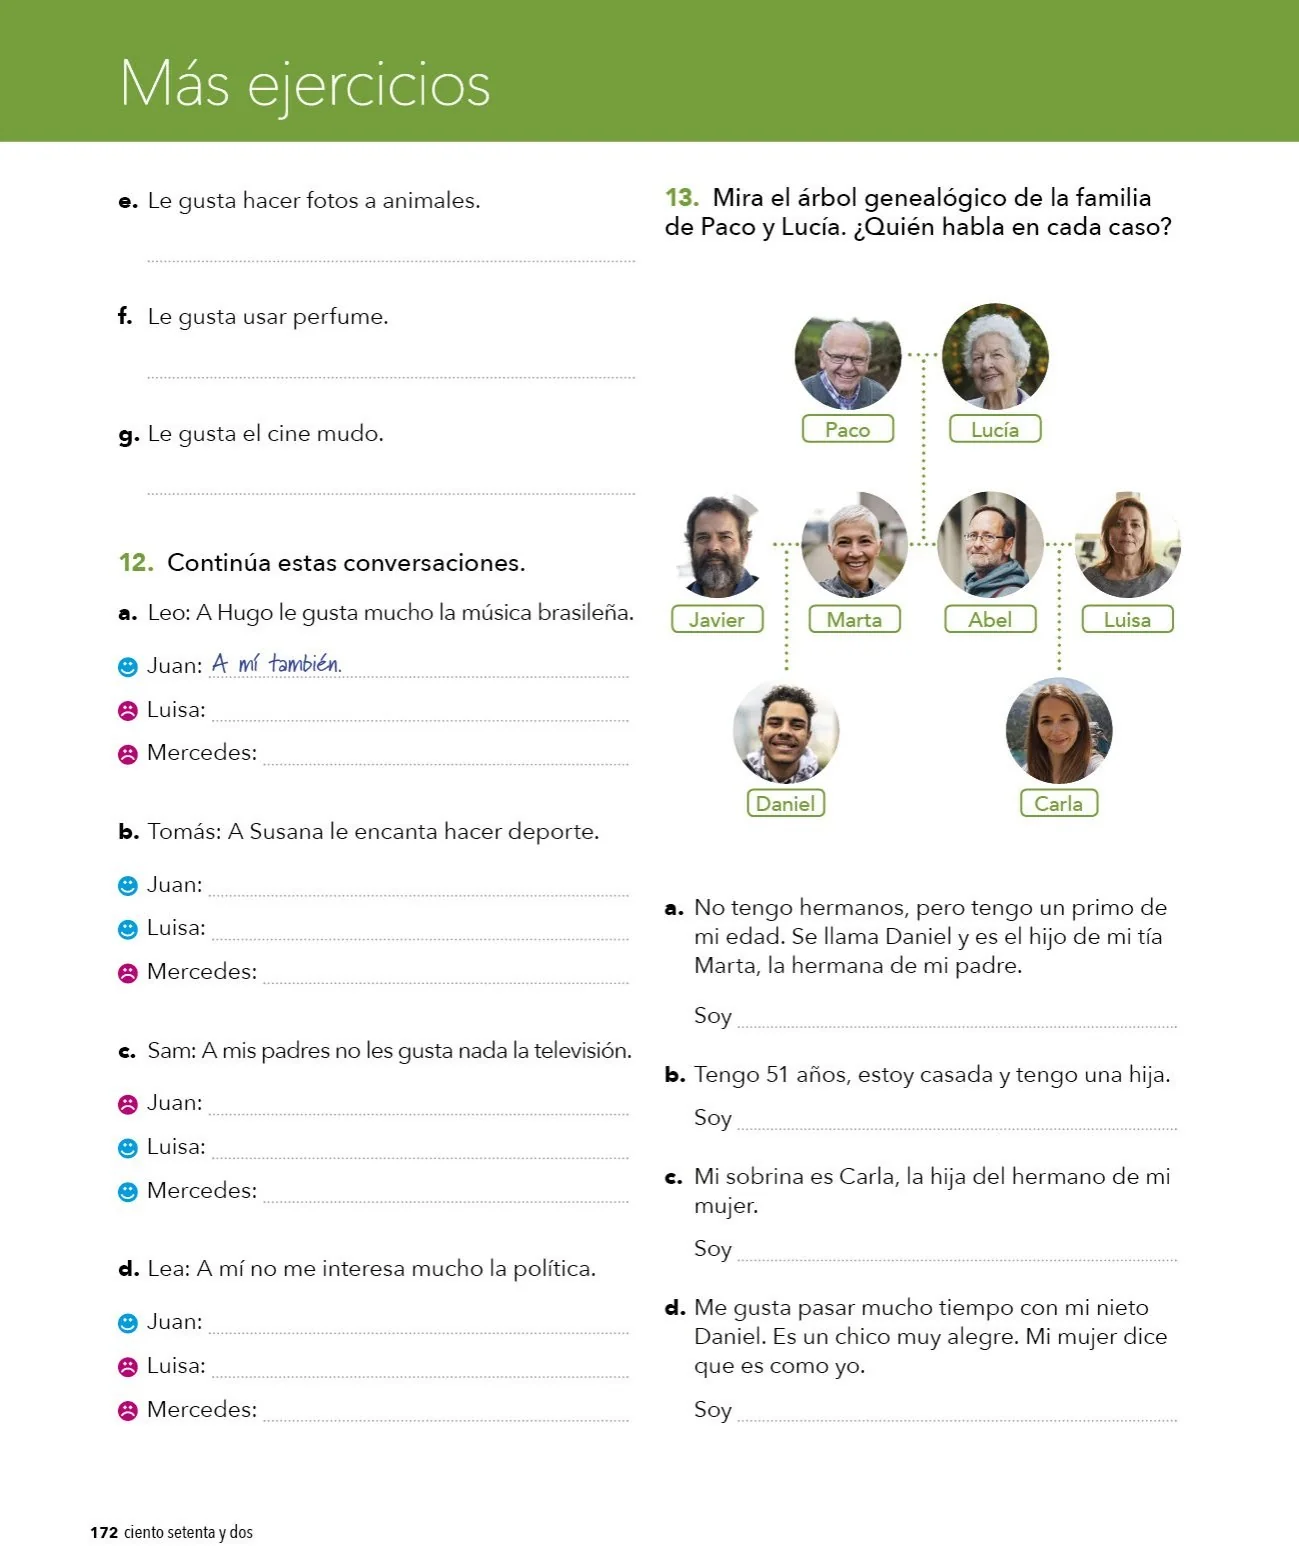 Más ejercicios
e. Le gusta hacer fotos a animales.
f. Le gusta usar perfume.
g. Le gusta el cine mudo.
12. Continúa estas conversaciones.
a. Leo: A Hugo le gusta mucho la música brasileña.
Juan: A mí también.
Luisa:
Mercedes:
b. Tomás: A Susana le encanta hacer deporte.
Juan:
Luisa:
Mercedes:
c. Sam: A mis padres no les gusta nada la televisión.
Juan:
Luisa:
Mercedes:
d. Lea: A mí no me interesa mucho la política.
Juan:
Luisa:
Mercedes:
13. Mira el árbol genealógico de la familia
de Paco y Lucía. ¿Quién habla en cada caso?
Paco Lucía
Javier Marta Abel Luisa
Daniel Carla
a. No tengo hermanos, pero tengo un primo de
mi edad. Se llama Daniel y es el hijo de mi tía
Marta, la hermana de mi padre.
Soy
b. Tengo 51 años, estoy casada y tengo una hija.
Soy
c. Mi sobrina es Carla, la hija del hermano de mi
mujer.
Soy
d. Me gusta pasar mucho tiempo con mi nieto
Daniel. Es un chico muy alegre. Mi mujer dice
que es como yo.
Soy
172 ciento setenta y dos